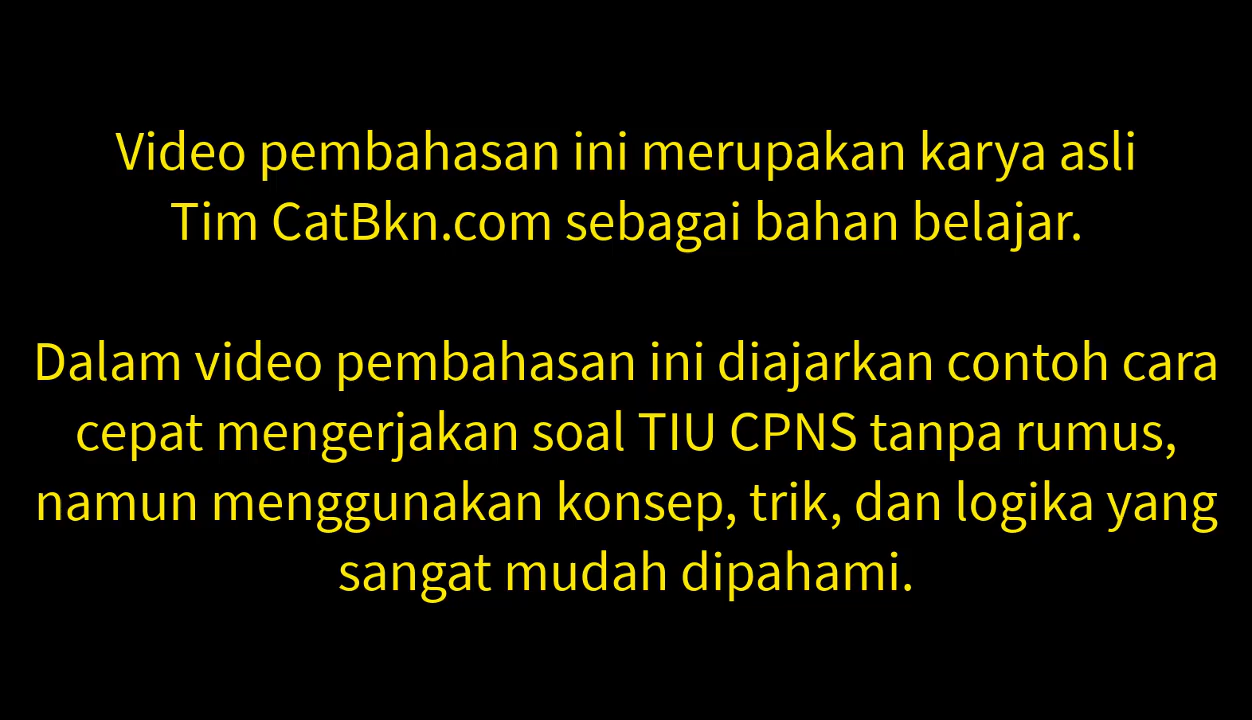 Video pembahasan ini merupakan karya asli
Tim CatBkn.com sebagai bahan belajar.
Dalam video pembahasan ini diajarkan contoh cara
cepat mengerjakan soal TIU CPNS tanpa rumus,
namun menggunakan konsep, trik, dan logika yang
sangat mudah dipahami.